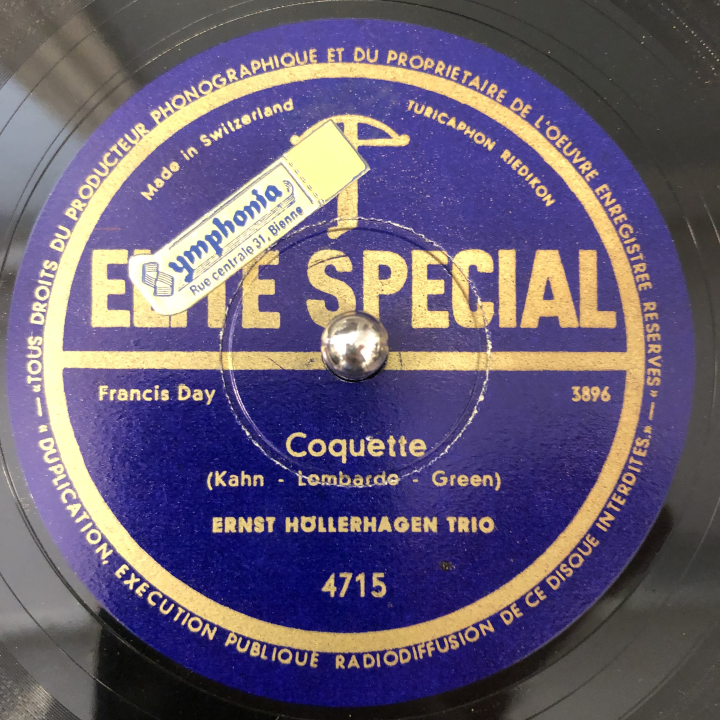 «TOUS DROITS DU PRODUCTEUR PHONOGRAPHIQUE ET DU PROPRIETAIRE DE L'OEUVRE ENREGISTREE RESERVES» —
Made in Switzerland
TURICAPHON RIEDIKON
Symphonia
Rue centrale 31, Bienne
ELITE SPECIAL
Francis Day
3896
Coquette
(Kahn - Lombardo - Green)
ERNST HÖLLERHAGEN TRIO
4715
— «DUPLICATION, EXECUTION PUBLIQUE RADIODIFFUSION DE CE DISQUE INTERDITES.»